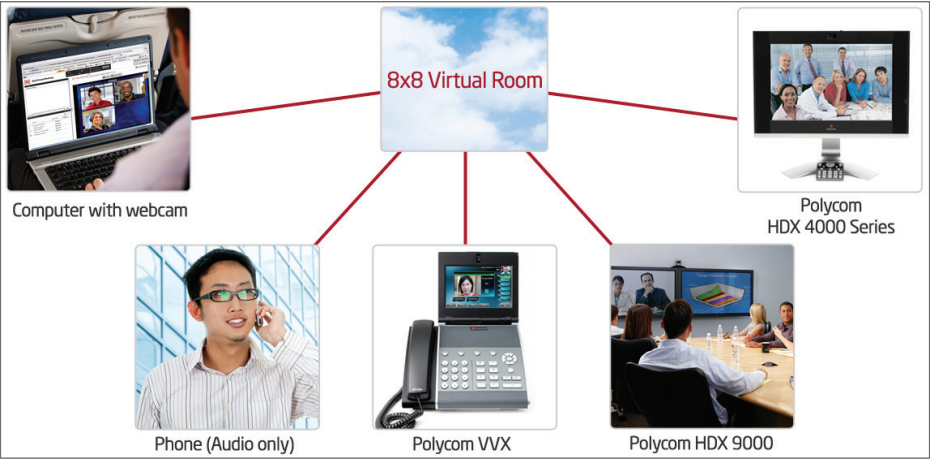 8x8 Virtual Room
Computer with webcam
Polycom
HDX 4000 Series
Phone (Audio only)
Polycom VVX
Polycom HDX 9000